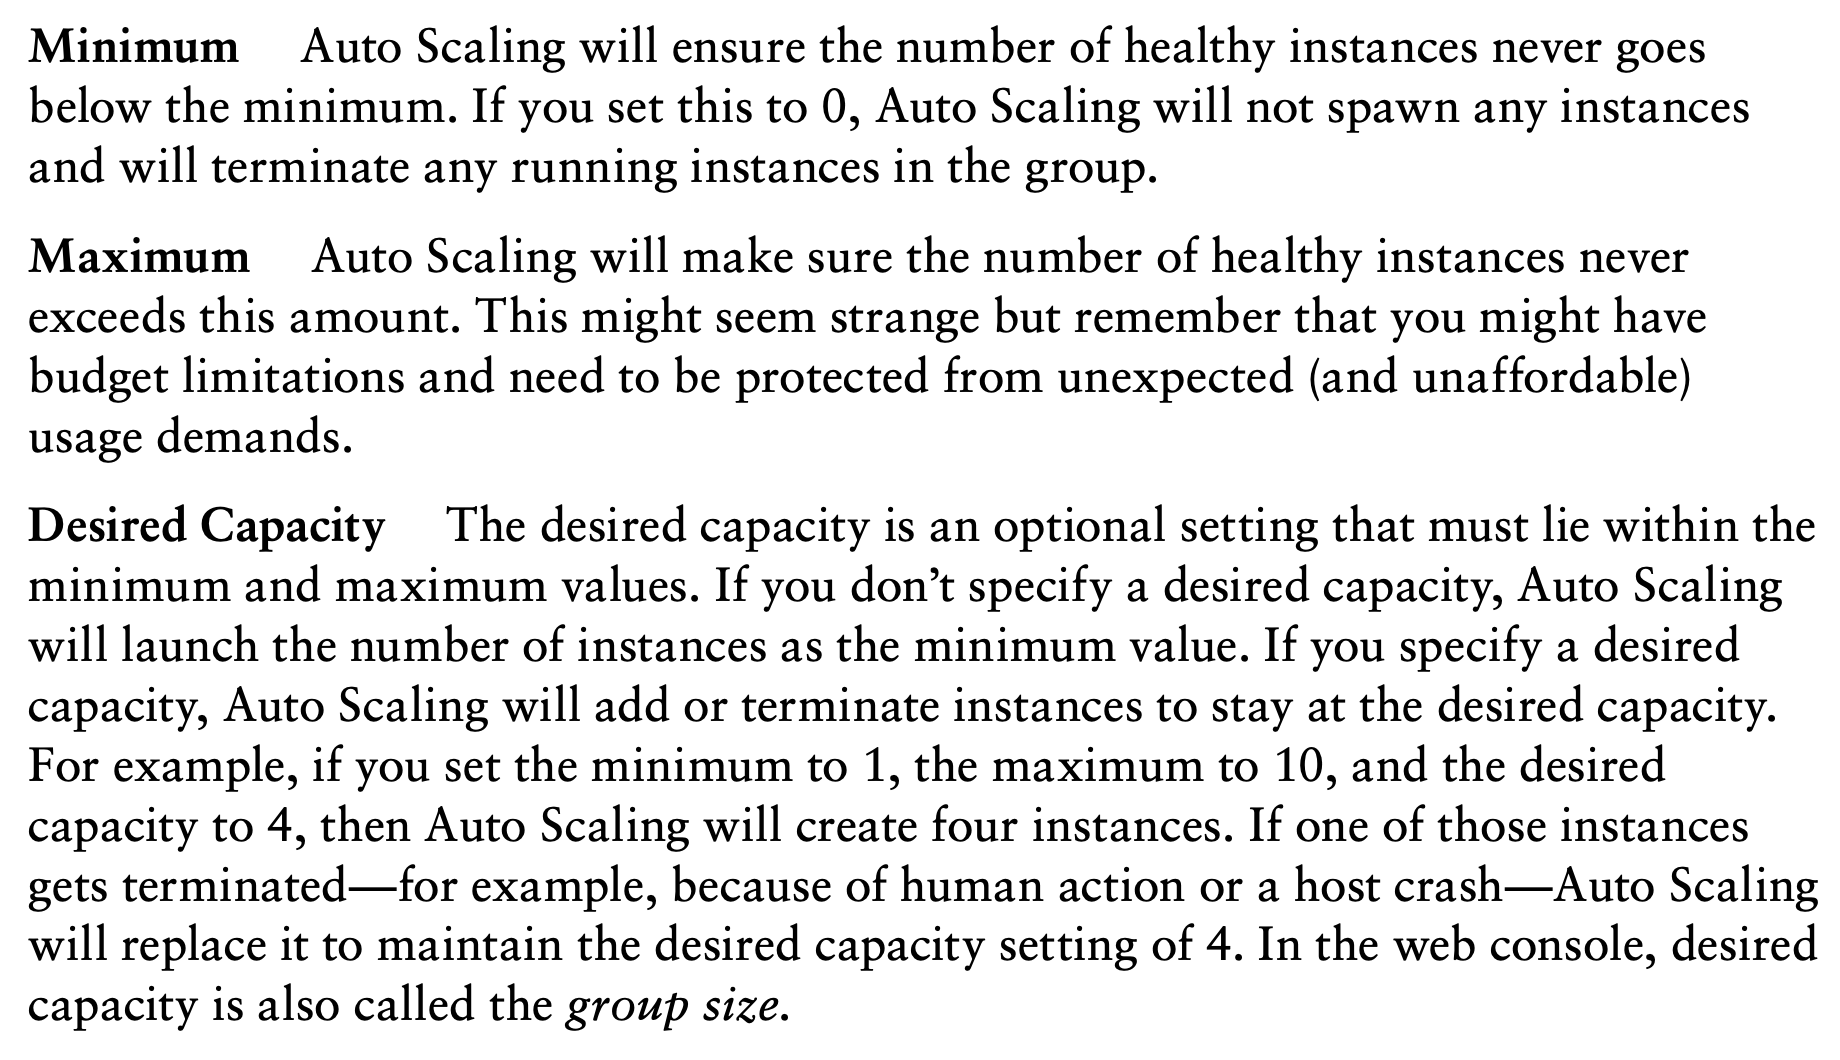 Minimum Auto Scaling will ensure the number of healthy instances never goes
below the minimum. If you set this to 0, Auto Scaling will not spawn any instances
and will terminate any running instances in the group.
Maximum Auto Scaling will make sure the number of healthy instances never
exceeds this amount. This might seem strange but remember that you might have
budget limitations and need to be protected from unexpected (and unaffordable)
usage demands.
Desired Capacity The desired capacity is an optional setting that must lie within the
minimum and maximum values. If you don’t specify a desired capacity, Auto Scaling
will launch the number of instances as the minimum value. If you specify a desired
capacity, Auto Scaling will add or terminate instances to stay at the desired capacity.
For example, if you set the minimum to 1, the maximum to 10, and the desired
capacity to 4, then Auto Scaling will create four instances. If one of those instances
gets terminated—for example, because of human action or a host crash—Auto Scaling
will replace it to maintain the desired capacity setting of 4. In the web console, desired
capacity is also called the group size.